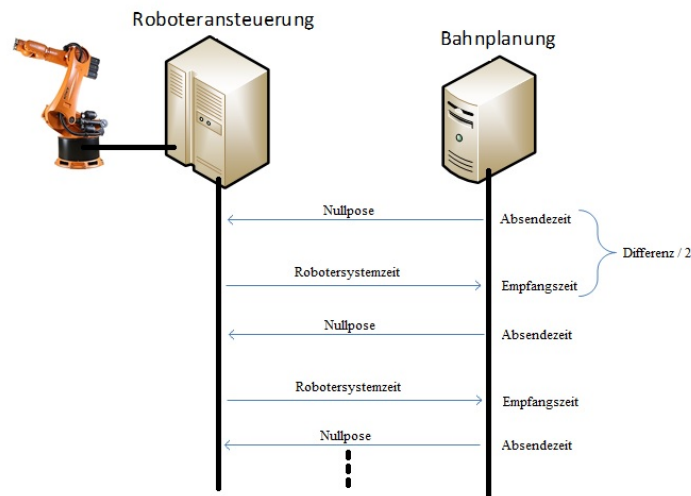 Roboteransteuerung
Bahnplanung
Nullpose
Absendezeit
Differenz / 2
Robotersystemzeit
Empfangszeit
Nullpose
Absendezeit
Robotersystemzeit
Empfangszeit
Nullpose
Absendezeit